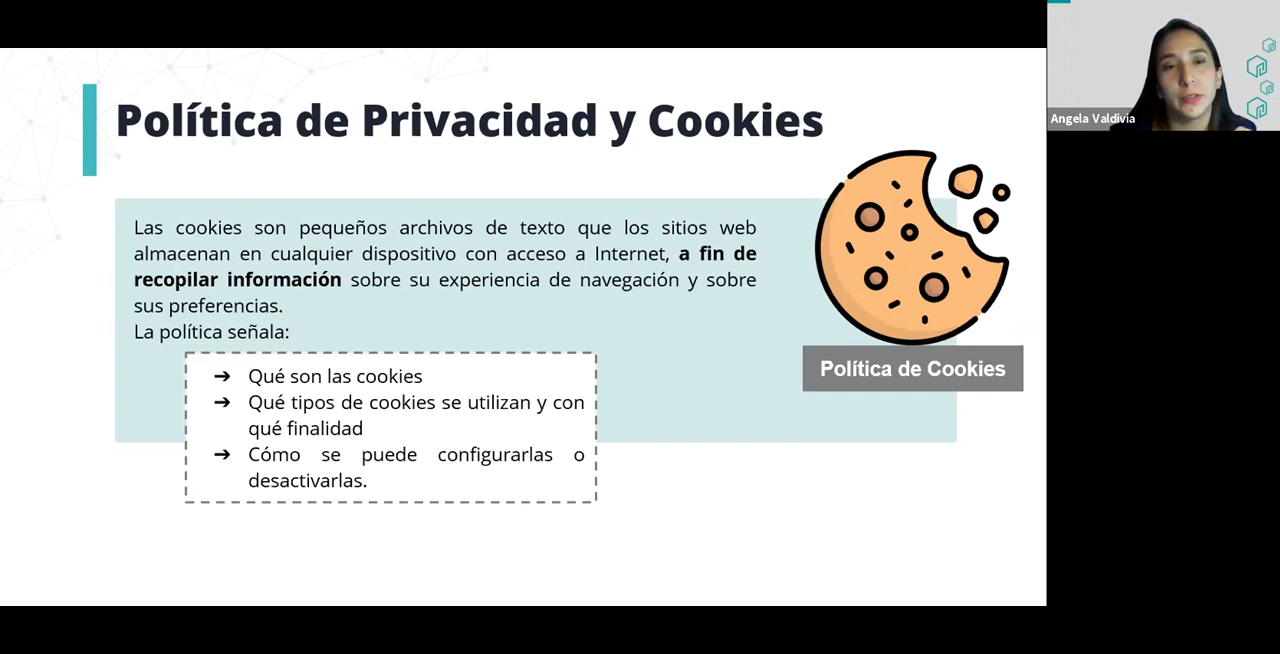 Política de Privacidad y Cookies
Las cookies son pequeños archivos de texto que los sitios web
almacenan en cualquier dispositivo con acceso a Internet, a fin de
recopilar información sobre su experiencia de navegación y sobre
sus preferencias.
La política señala:
➔ Qué son las cookies
➔ Qué tipos de cookies se utilizan y con
qué finalidad
➔ Cómo se puede configurarlas o
desactivarlas.
Política de Cookies
Angela Valdivia